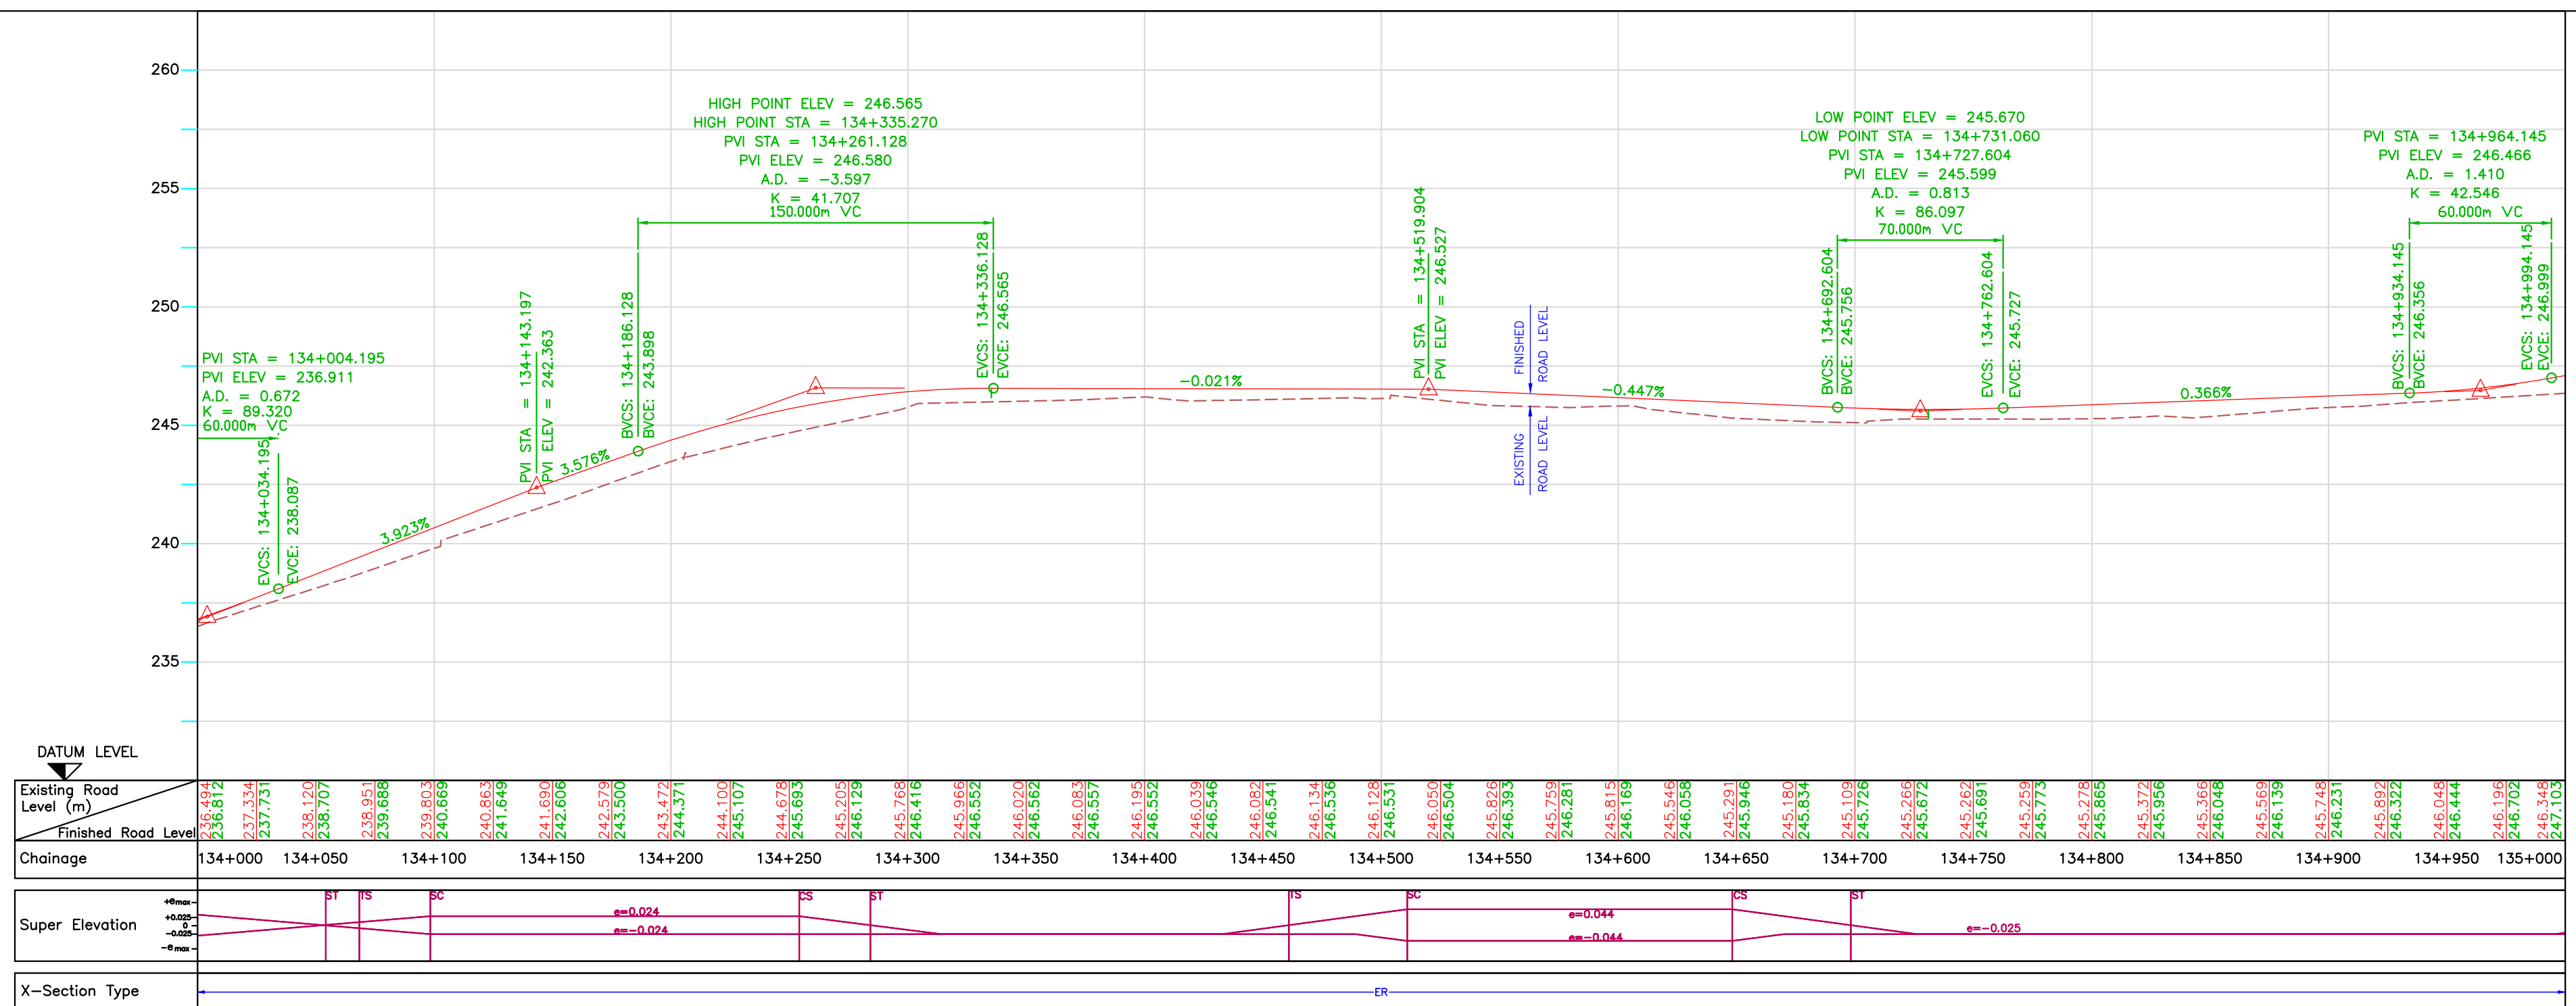 260
255
250
245
240
235
PVI STA = 134+004.195
PVI ELEV = 236.911
A.D. = 0.672
K = 89.320
60.000m VC
EVCS: 134+034.195
EVCE: 238.087
3.923%
PVI STA = 134+143.197
PVI ELEV = 242.363
3.576%
HIGH POINT ELEV = 246.565
HIGH POINT STA = 134+335.270
PVI STA = 134+261.128
PVI ELEV = 246.580
A.D. = -3.597
K = 41.707
150.000m VC
BVCS: 134+186.128
BVCE: 243.898
EVCS: 134+336.128
EVCE: 246.565
-0.021%
PVI STA = 134+519.904
PVI ELEV = 246.527
FINISHED
ROAD LEVEL
EXISTING
ROAD LEVEL
-0.447%
LOW POINT ELEV = 245.670
LOW POINT STA = 134+731.060
PVI STA = 134+727.604
PVI ELEV = 245.599
A.D. = 0.813
K = 86.097
70.000m VC
BVCS: 134+692.604
BVCE: 245.756
EVCS: 134+762.604
EVCE: 245.727
0.366%
PVI STA = 134+964.145
PVI ELEV = 246.466
A.D. = 1.410
K = 42.546
60.000m VC
BVCS: 134+934.145
BVCE: 246.356
EVCS: 134+994.145
EVCE: 246.999
DATUM LEVEL
Existing Road
Level (m)
Finished Road Level
236.494
236.812
237.334
237.731
238.120
238.707
238.951
239.688
239.803
240.669
240.863
241.649
241.690
242.606
242.579
243.500
243.472
244.371
244.100
245.107
244.678
245.693
245.205
246.129
245.768
246.416
245.966
246.552
246.020
246.562
246.083
246.557
246.195
246.552
246.039
246.546
246.082
246.541
246.134
246.536
246.128
246.531
246.050
246.504
245.826
246.393
245.759
246.281
245.815
246.169
245.546
246.058
245.291
245.946
245.180
245.834
245.109
245.726
245.266
245.672
245.262
245.691
245.259
245.773
245.278
245.865
245.372
245.956
245.366
246.048
245.569
246.139
245.748
246.231
245.892
246.322
246.048
246.444
246.196
246.702
246.348
247.103
Chainage 134+000 134+050 134+100 134+150 134+200 134+250 134+300 134+350 134+400 134+450 134+500 134+550 134+600 134+650 134+700 134+750 134+800 134+850 134+900 134+950 135+000
Super Elevation
+emax
+0.025
0
-0.025
-emax
ST TS SC CS ST TS SC CS ST
e=0.024
e=-0.024
e=0.044
e=-0.044
e=-0.025
X-Section Type ER